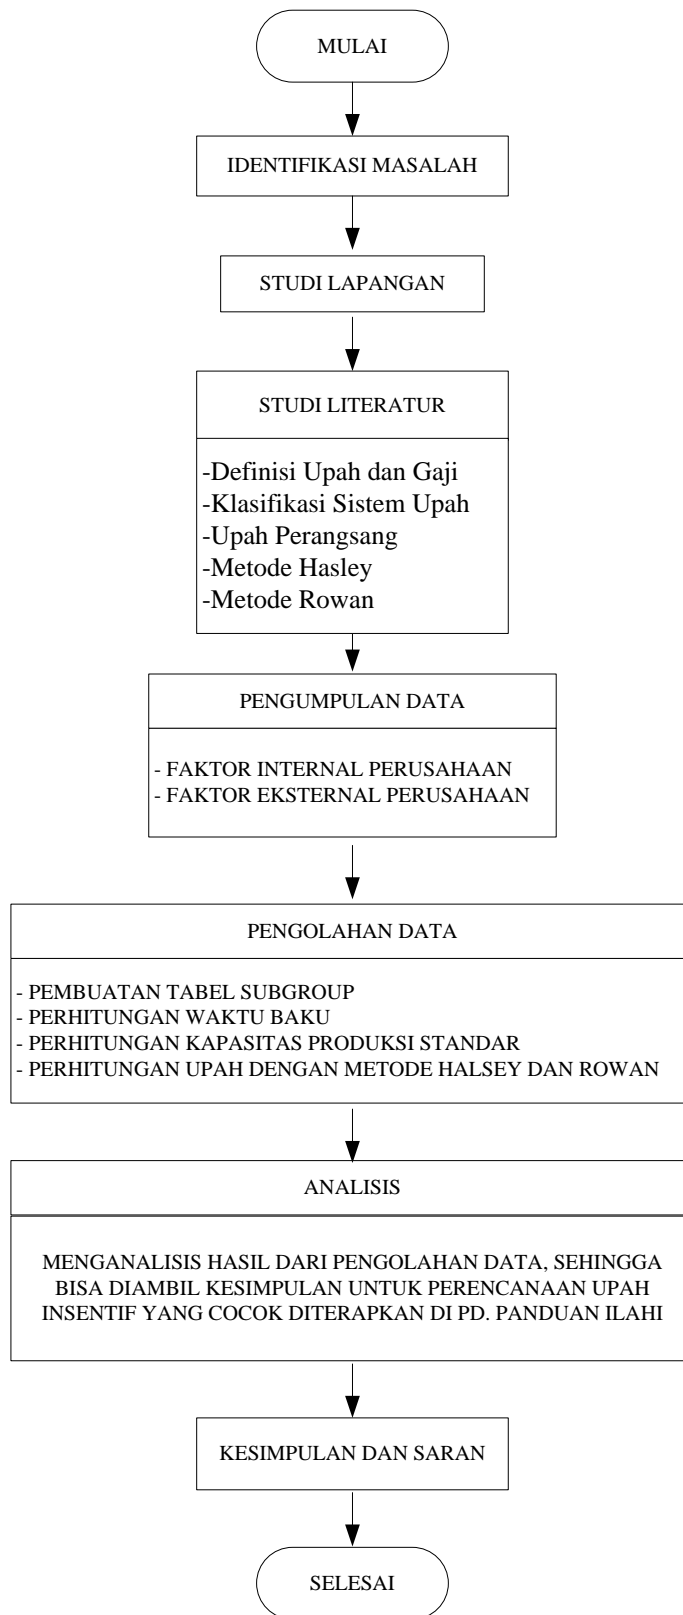 MULAI
IDENTIFIKASI MASALAH
STUDI LAPANGAN
STUDI LITERATUR
-Definisi Upah dan Gaji
-Klasifikasi Sistem Upah
-Upah Perangsang
-Metode Hasley
-Metode Rowan
PENGUMPULAN DATA
- FAKTOR INTERNAL PERUSAHAAN
- FAKTOR EKSTERNAL PERUSAHAAN
PENGOLAHAN DATA
- PEMBUATAN TABEL SUBGROUP
- PERHITUNGAN WAKTU BAKU
- PERHITUNGAN KAPASITAS PRODUKSI STANDAR
- PERHITUNGAN UPAH DENGAN METODE HALSEY DAN ROWAN
ANALISIS
MENGANALISIS HASIL DARI PENGOLAHAN DATA, SEHINGGA
BISA DIAMBIL KESIMPULAN UNTUK PERENCANAAN UPAH
INSENTIF YANG COCOK DITERAPKAN DI PD. PANDUAN ILAHI
KESIMPULAN DAN SARAN
SELESAI